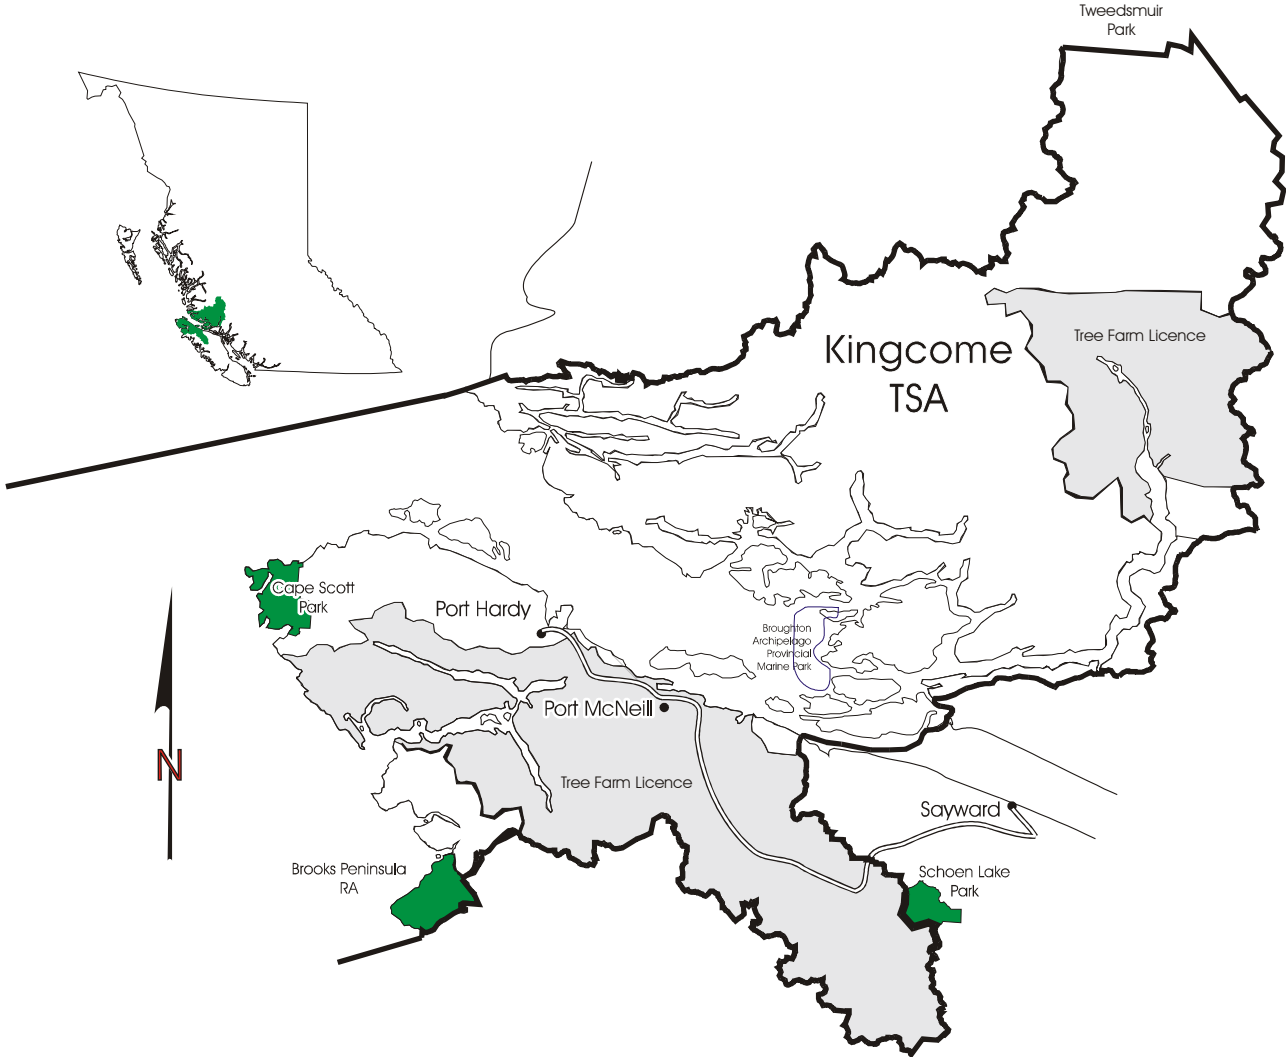 Tweedsmuir
Park
Kingcome
TSA
Tree Farm Licence
Cape Scott
Park
Port Hardy
Broughton
Archipelago
Provincial
Marine Park
Port McNeill
N
Tree Farm Licence
Sayward
Brooks Peninsula
RA
Schoen Lake
Park